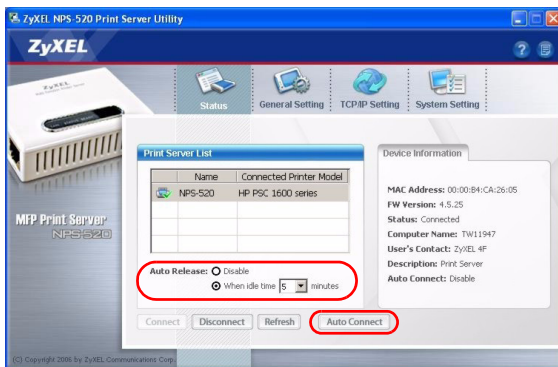 ZyXEL NPS-520 Print Server Utility
ZyXEL
Status
General Setting
TCP/IP Setting
System Setting
Print Server List
Name
Connected Printer Model
NPS-520
HP PSC 1600 series
Auto Release:
Disable
When idle time 5 minutes
Connect
Disconnect
Refresh
Auto Connect
Device Information
MAC Address: 00:00:B4:CA:26:05
FW Version: 4.5.25
Status: Connected
Computer Name: TW11947
User's Contact: ZyXEL 4F
Description: Print Server
Auto Connect: Disable
MFP Print Server
NPS-520
(C) Copyright 2006 by ZyXEL Communications Corp.